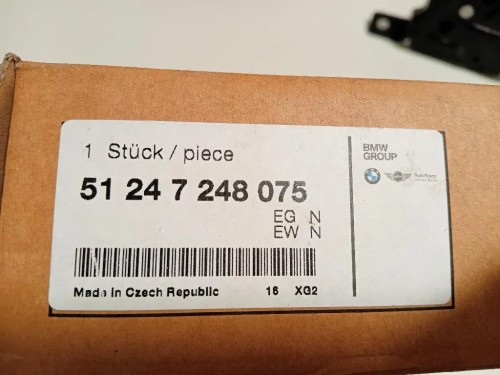 1 Stück / piece
51 24 7 248 075
EG N
EW N
Made in Czech Republic 16 XG2
BMW
GROUP